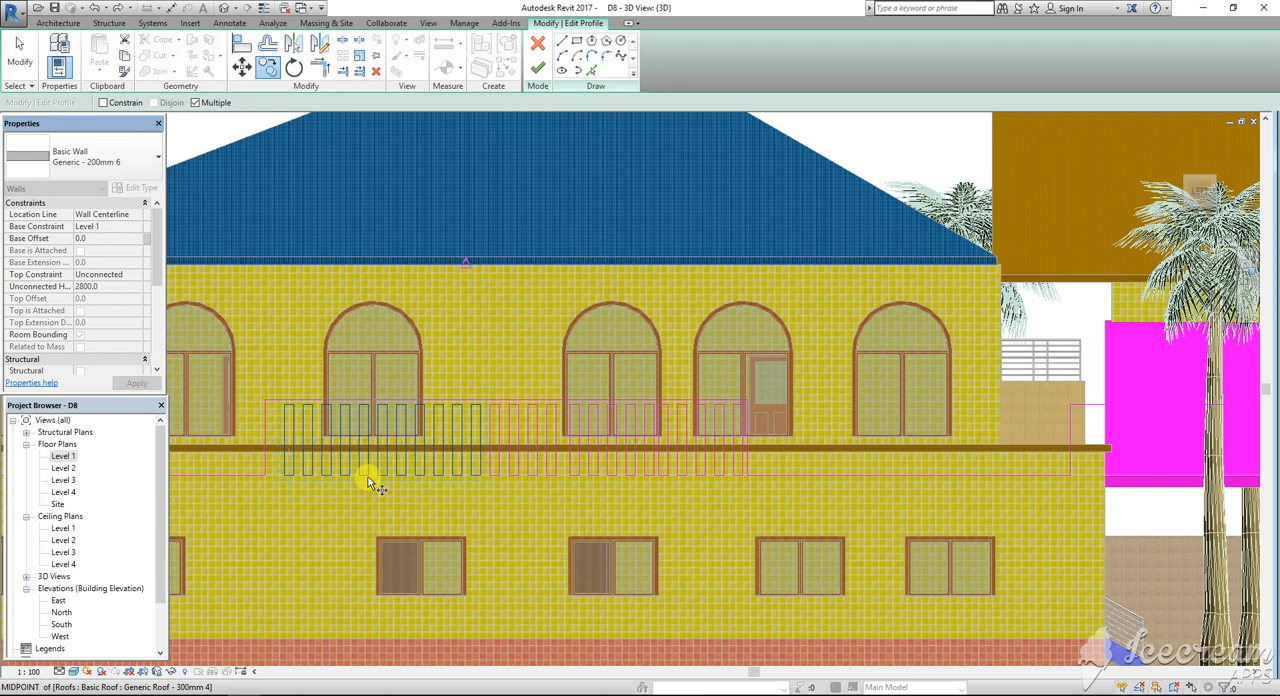 Autodesk Revit 2017 -     D8 - 3D View: {3D}
Type a keyword or phrase
Sign In
Architecture
Structure
Systems
Insert
Annotate
Analyze
Massing & Site
Collaborate
View
Manage
Add-Ins
Modify | Edit Profile
Modify
Paste
Cope
Cut
Join
Select
Properties
Clipboard
Geometry
Modify
View
Measure
Create
Mode
Draw
Modify | Edit Profile
Constrain
Disjoin
Multiple
Properties
Basic Wall
Generic - 200mm 6
Walls
Edit Type
Constraints
Location Line Wall Centerline
Base Constraint Level 1
Base Offset 0.0
Base is Attached
Base Extension ... 0.0
Top Constraint Unconnected
Unconnected H... 2800.0
Top Offset 0.0
Top is Attached
Top Extension D... 0.0
Room Bounding
Related to Mass
Structural
Structural
Properties help
Apply
Project Browser - D8
Views (all)
Structural Plans
Floor Plans
Level 1
Level 2
Level 3
Level 4
Site
Ceiling Plans
Level 1
Level 2
Level 3
Level 4
3D Views
Elevations (Building Elevation)
East
North
South
West
Legends
LEFT
1 : 100
MIDPOINT  of [Roofs : Basic Roof : Generic Roof - 300mm 4]
:0
Main Model
Icecream
APPS